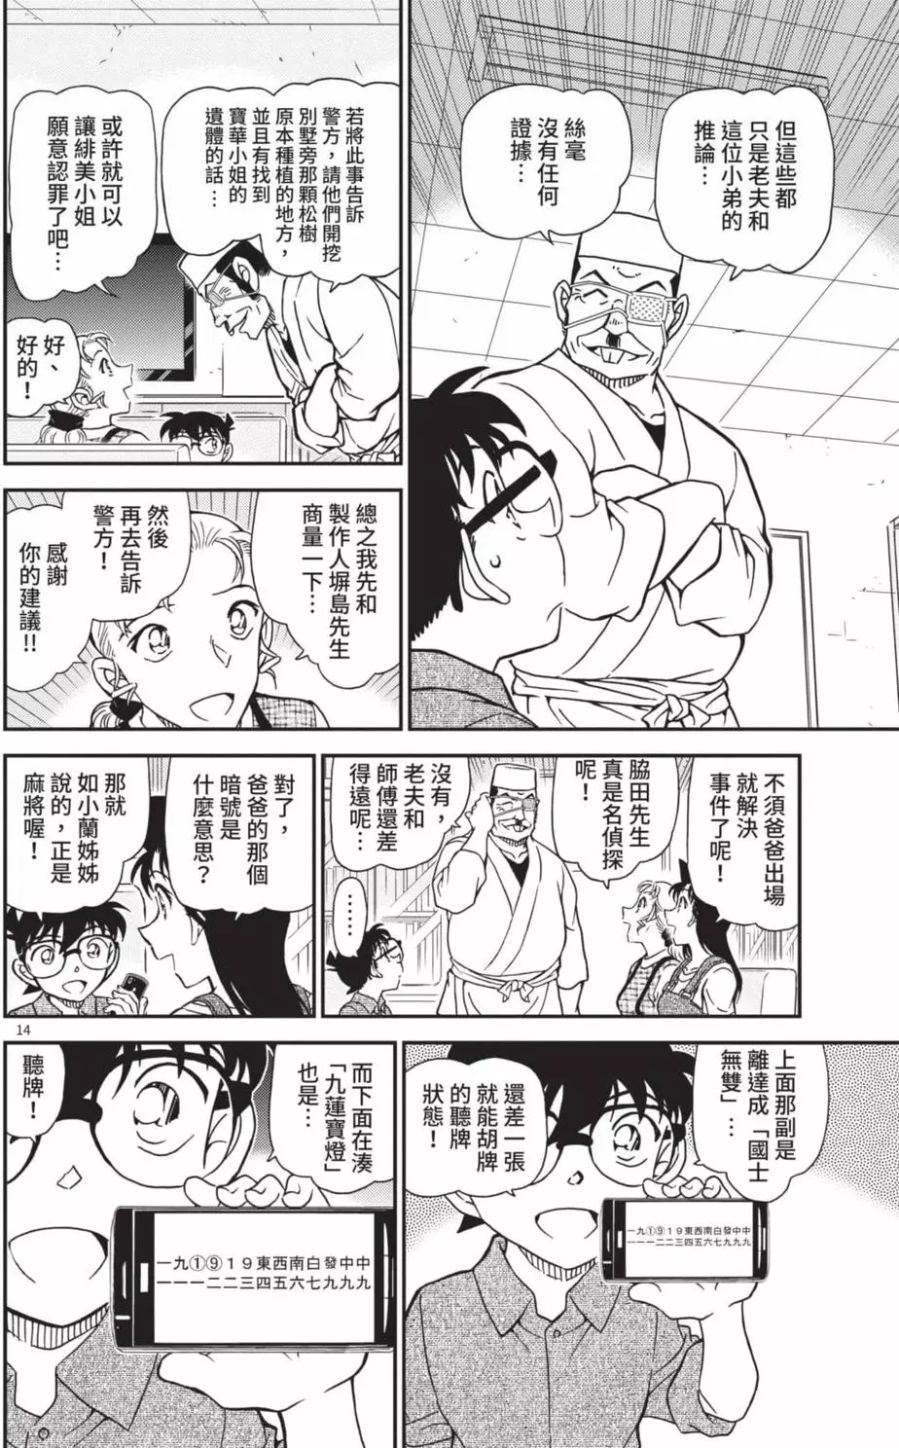 但這些都
只是老夫和
這位小弟的
推論…
絲毫
沒有任何
證據…
若將此事告訴
警方，請他們開挖
別墅旁那顆松樹
原本種植的地方，
並且有找到
寶華小姐的
遺體的話…
或許就可以
讓緋美小姐
願意認罪了吧…
好、
好的！
總之我先和
製作人塀島先生
商量一下…
然後
再去告訴
警方！
感謝
你的建議!!
不須爸爸出場
就解決
事件了呢！
脇田先生
真是名偵探
呢！
沒有，
老夫和
師傅還差
得遠呢…
……
對了，
爸爸的那個
暗號是
什麼意思？
那就
如小蘭姊姊
說的，正是
麻將喔！
14
上面那副是
離達成「國士
無雙」…
還差一張
就能胡牌
的聽牌
狀態！
一九①⑨１９東西南白發中中
一一一二二三四五六七九九九
而下面在湊
「九蓮寶燈」
也是…
聽牌！
一九①⑨１９東西南白發中中
一一一二二三四五六七九九九